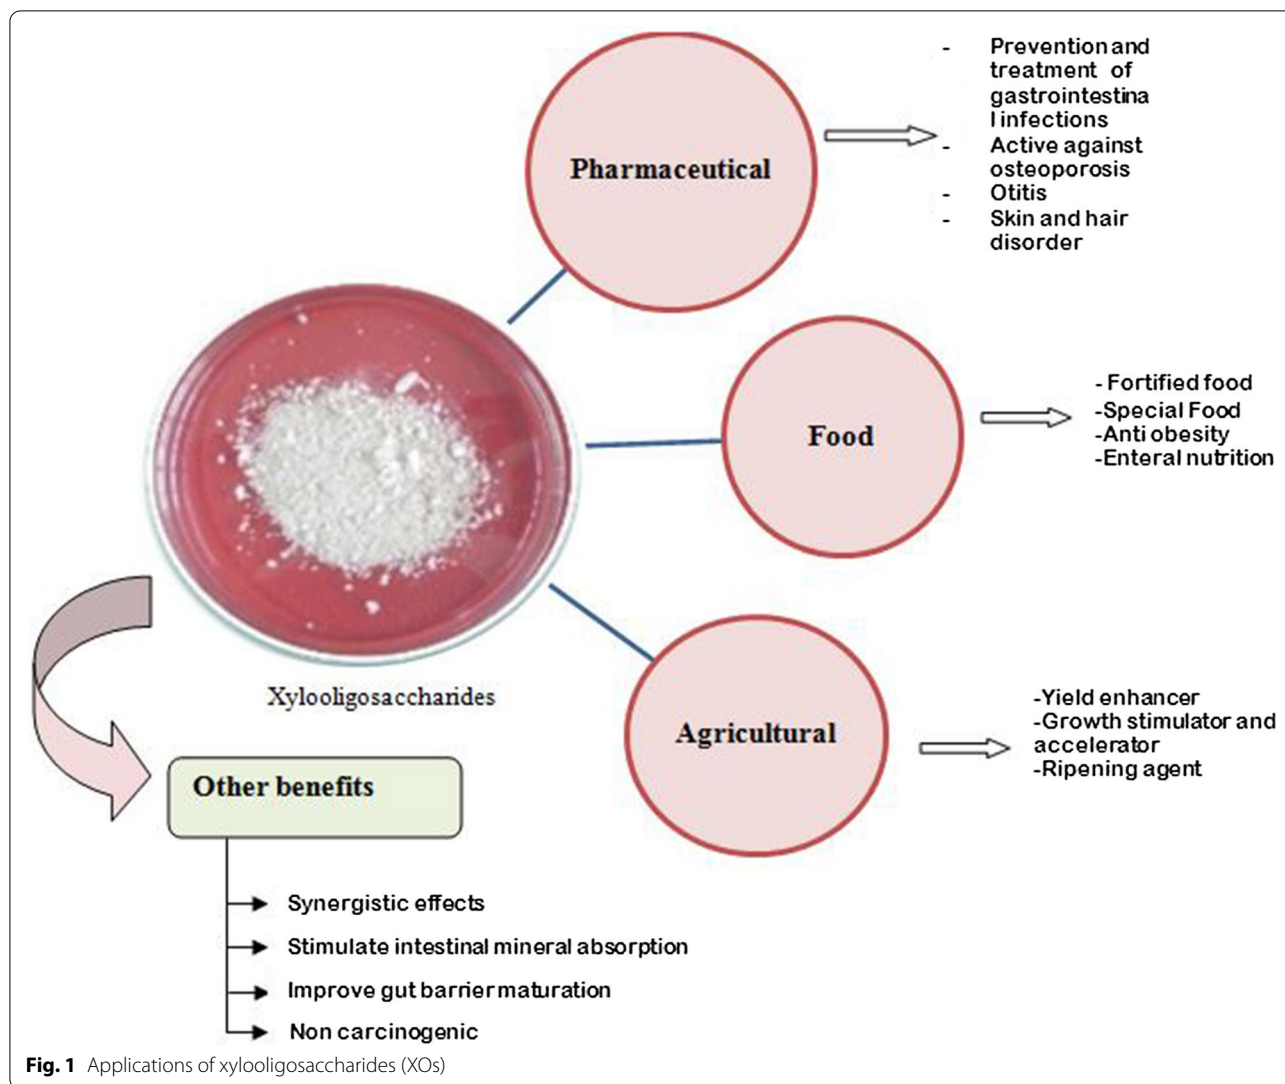 Pharmaceutical
- Prevention and
treatment of
gastrointestina
l infections
- Active against
osteoporosis
- Otitis
- Skin and hair
disorder
Food
- Fortified food
-Special Food
-Anti obesity
-Enteral nutrition
Xylooligosaccharides
Agricultural
-Yield enhancer
-Growth stimulator and
accelerator
-Ripening agent
Other benefits
Synergistic effects
Stimulate intestinal mineral absorption
Improve gut barrier maturation
Non carcinogenic
Fig. 1 Applications of xylooligosaccharides (XOs)